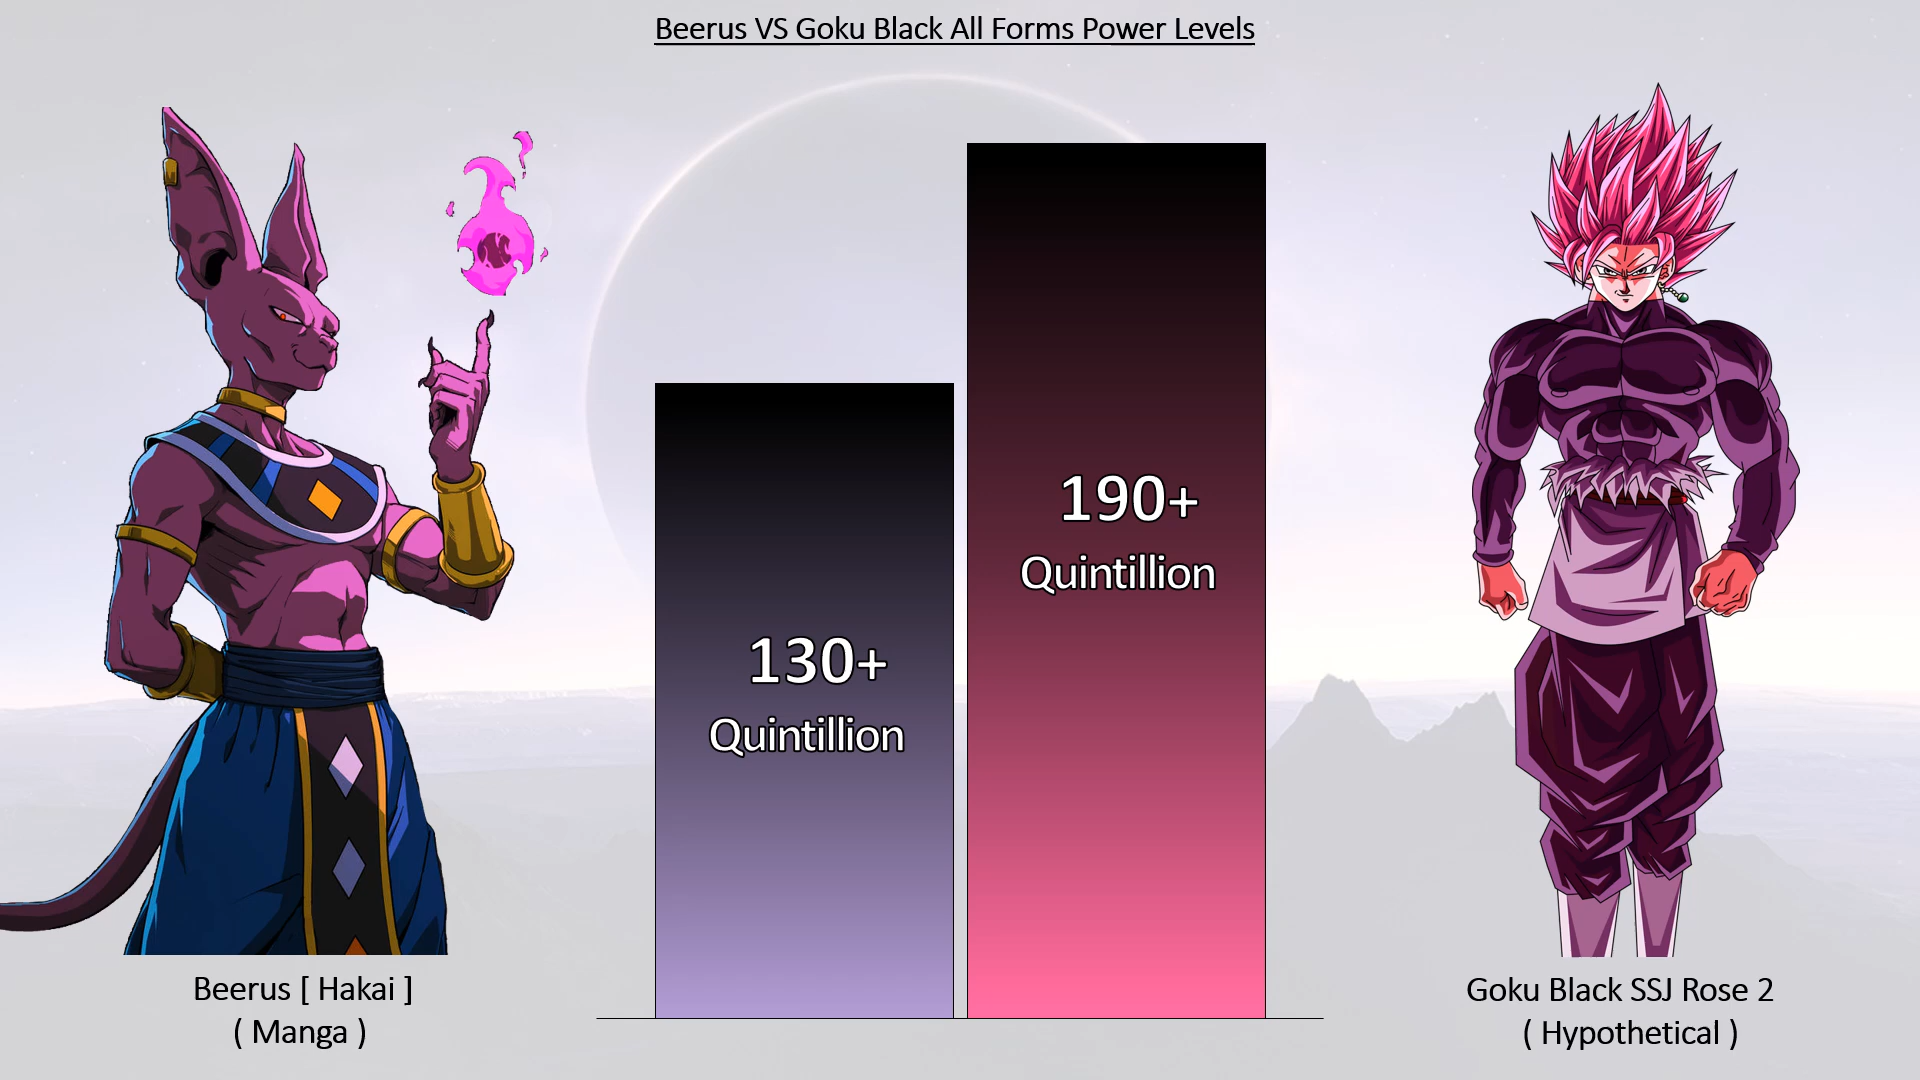 Beerus VS Goku Black All Forms Power Levels
190+
Quintillion
130+
Quintillion
Beerus [ Hakai ]
( Manga )
Goku Black SSJ Rose 2
( Hypothetical )